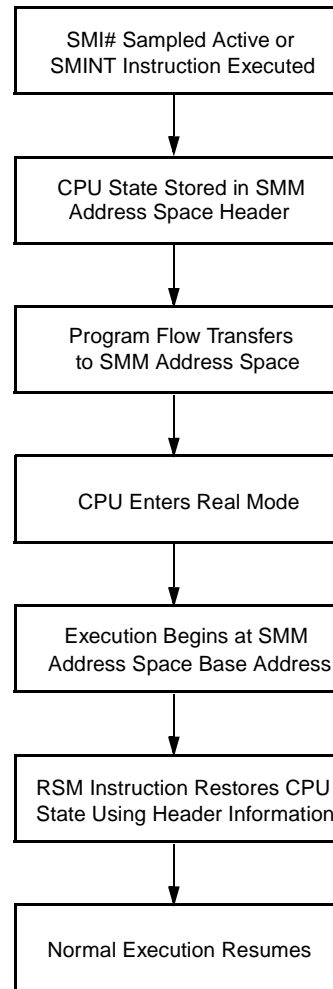 SMI# Sampled Active or
SMINT Instruction Executed
CPU State Stored in SMM
Address Space Header
Program Flow Transfers
to SMM Address Space
CPU Enters Real Mode
Execution Begins at SMM
Address Space Base Address
RSM Instruction Restores CPU
State Using Header Information
Normal Execution Resumes